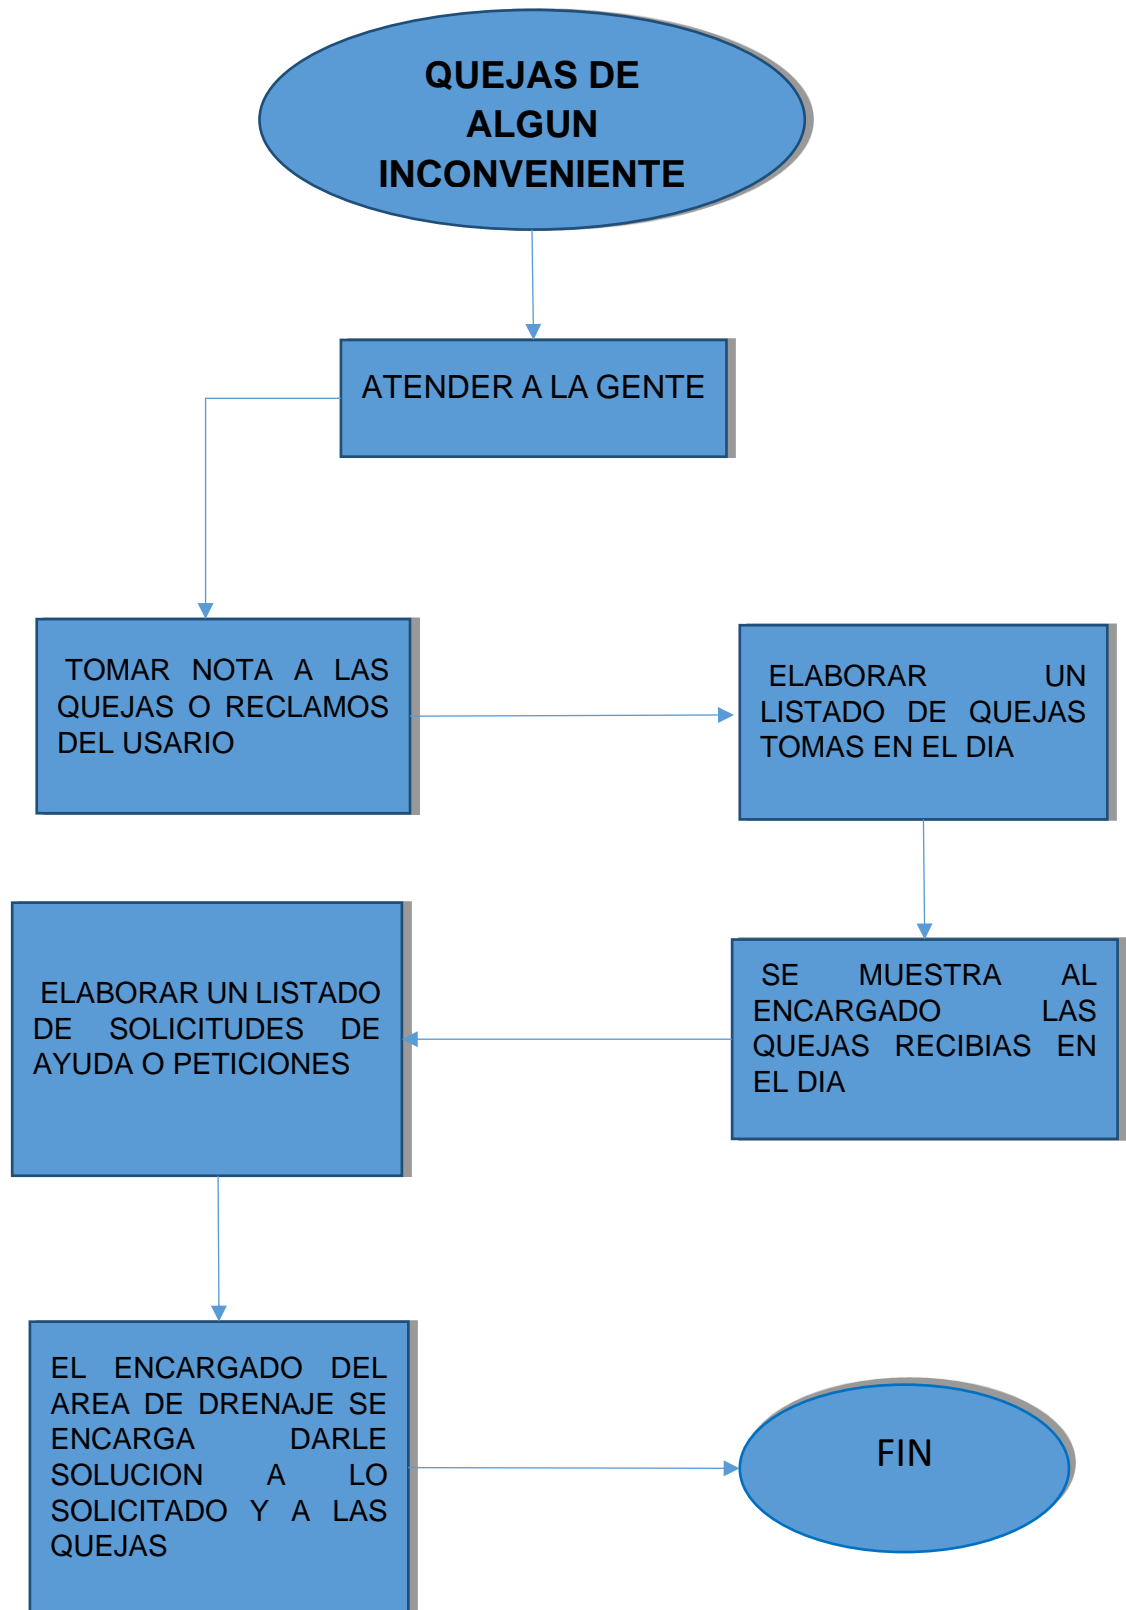 QUEJAS DE
ALGUN
INCONVENIENTE
ATENDER A LA GENTE
TOMAR NOTA A LAS
QUEJAS O RECLAMOS
DEL USARIO
ELABORAR UN
LISTADO DE QUEJAS
TOMAS EN EL DIA
SE MUESTRA AL
ENCARGADO LAS
QUEJAS RECIBIAS EN
EL DIA
ELABORAR UN LISTADO
DE SOLICITUDES DE
AYUDA O PETICIONES
EL ENCARGADO DEL
AREA DE DRENAJE SE
ENCARGA DARLE
SOLUCION A LO
SOLICITADO Y A LAS
QUEJAS
FIN